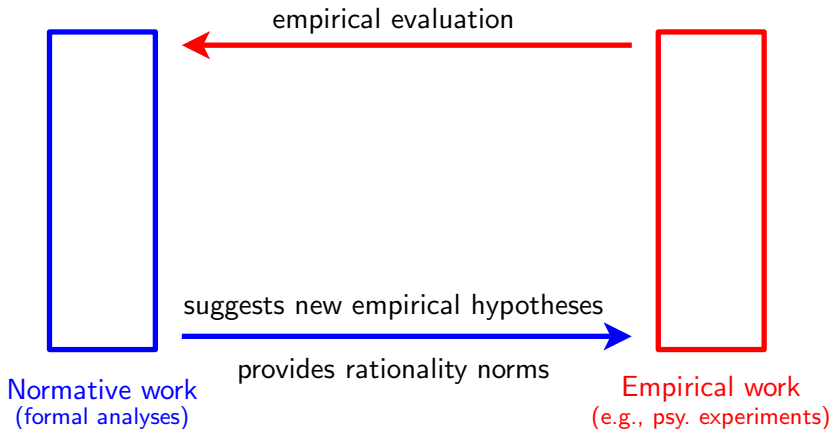 empirical evaluation
suggests new empirical hypotheses
provides rationality norms
Normative work
(formal analyses)
Empirical work
(e.g., psy. experiments)